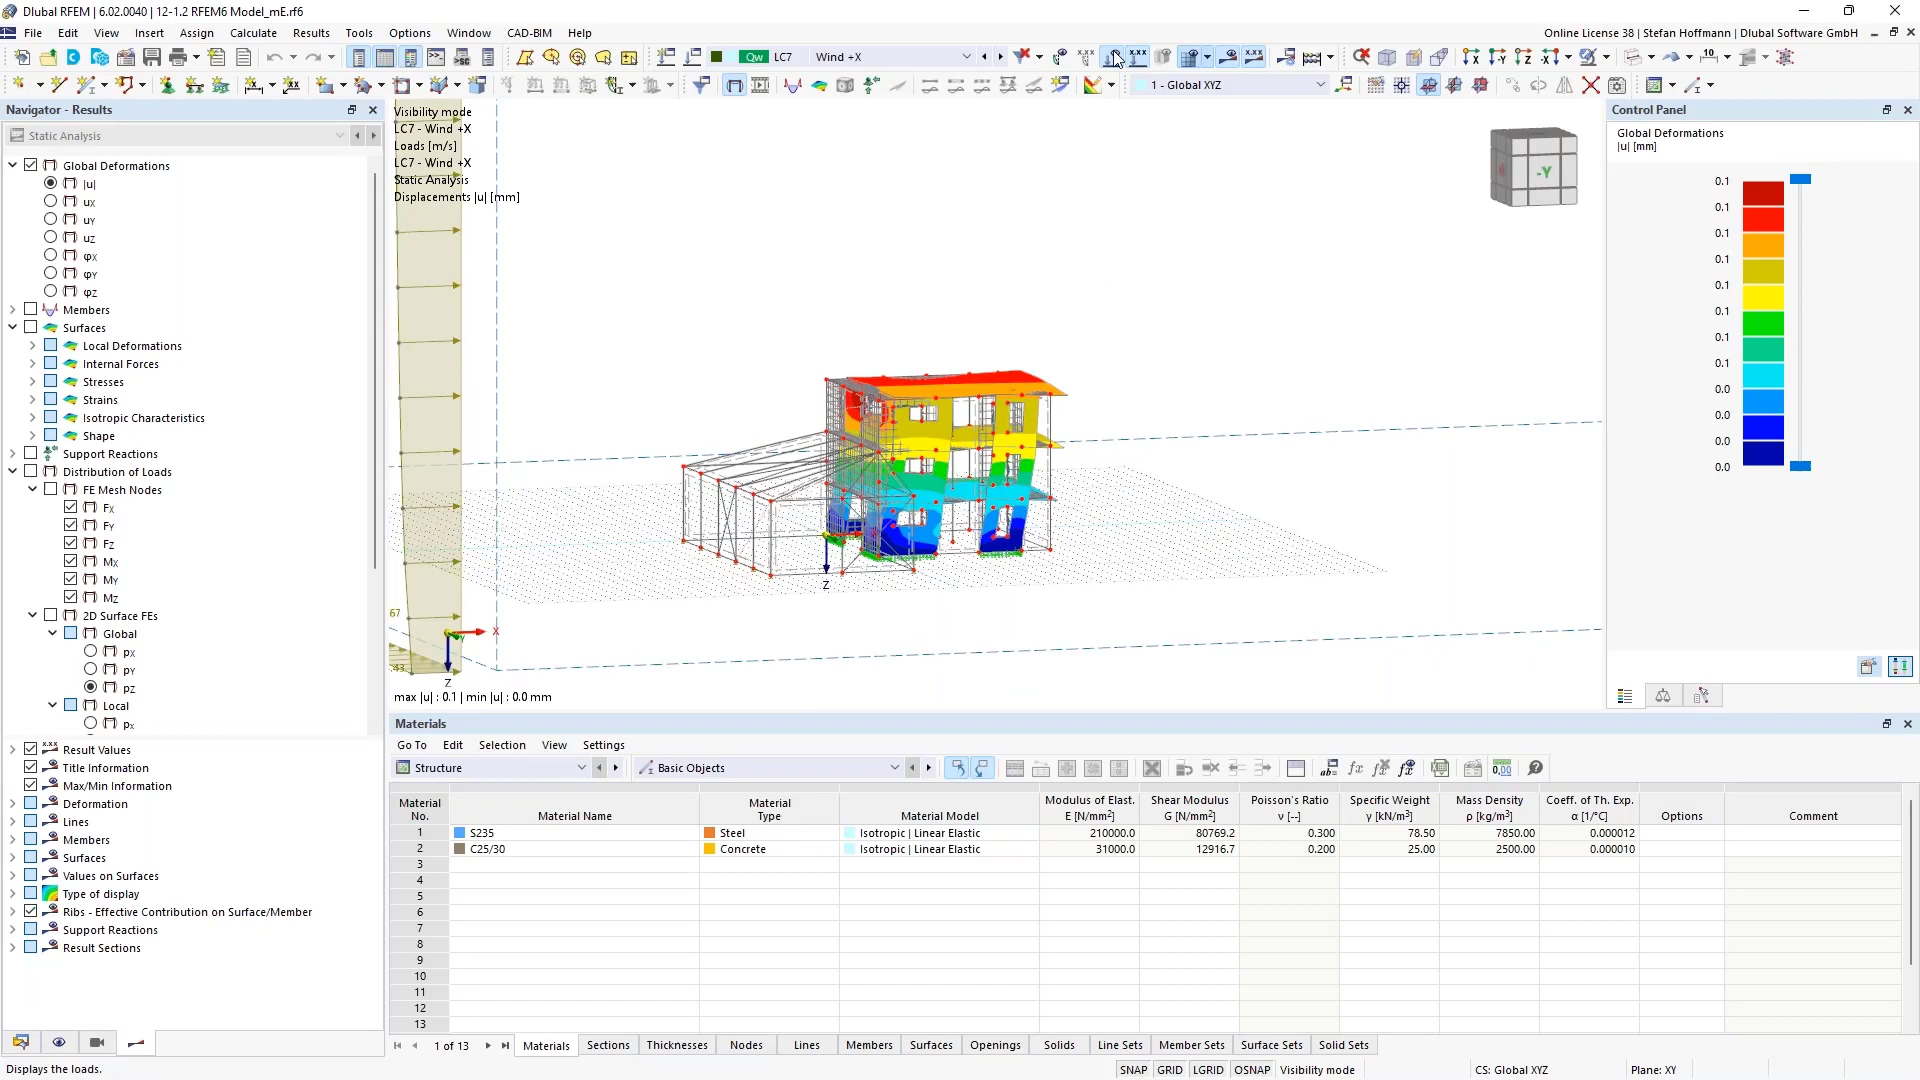 Dlubal RFEM | 6.02.0040 | 12-1.2 RFEM6 Model_mE.rf6
File Edit View Insert Assign Calculate Results Tools Options Window CAD-BIM Help
Online License 38 | Stefan Hoffmann | Dlubal Software GmbH
Qw LC7 Wind +X
1 - Global XYZ
Navigator - Results
Static Analysis
Global Deformations
|u|
uX
uY
uZ
φX
φY
φZ
Members
Surfaces
Local Deformations
Internal Forces
Stresses
Strains
Isotropic Characteristics
Shape
Support Reactions
Distribution of Loads
FE Mesh Nodes
FX
FY
FZ
MX
MY
MZ
2D Surface FEs
Global
pX
pY
pZ
Local
px
Result Values
Title Information
Max/Min Information
Deformation
Lines
Members
Surfaces
Values on Surfaces
Type of display
Ribs - Effective Contribution on Surface/Member
Support Reactions
Result Sections
Visibility mode
LC7 - Wind +X
Loads [m/s]
LC7 - Wind +X
Static Analysis
Displacements |u| [mm]
-Y
Z
67
X
Y
.43
Z
max |u| : 0.1 | min |u| : 0.0 mm
Control Panel
Global Deformations
|u| [mm]
0.1
0.1
0.1
0.1
0.1
0.1
0.1
0.1
0.0
0.0
0.0
0.0
Materials
Go To Edit Selection View Settings
Structure Basic Objects
Material No. Material Name Material Type Material Model Modulus of Elast. E [N/mm²] Shear Modulus G [N/mm²] Poisson's Ratio ν [--] Specific Weight γ [kN/m³] Mass Density ρ [kg/m³] Coeff. of Th. Exp. α [1/°C] Options Comment
1 S235 Steel Isotropic | Linear Elastic 210000.0 80769.2 0.300 78.50 7850.00 0.000012
2 C25/30 Concrete Isotropic | Linear Elastic 31000.0 12916.7 0.200 25.00 2500.00 0.000010
3
4
5
6
7
8
9
10
11
12
13
1 of 13 Materials Sections Thicknesses Nodes Lines Members Surfaces Openings Solids Line Sets Member Sets Surface Sets Solid Sets
Displays the loads.
SNAP GRID LGRID OSNAP Visibility mode CS: Global XYZ Plane: XY